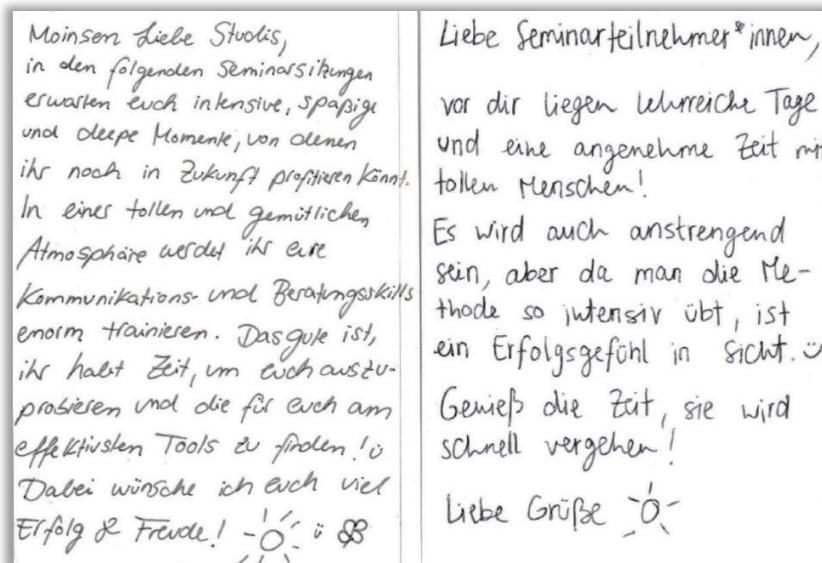 Moinsen Liebe Studis,
in den folgenden Seminarsitzungen
erwarten euch intensive, spaßige
und deepe Momente, von denen
ihr noch in Zukunft profitieren könnt.
In einer tollen und gemütlichen
Atmosphäre werdet ihr eure
Kommunikations- und Beratungsskills
enorm trainieren. Das gute ist,
ihr habt Zeit, um euch auszu-
probieren und die für euch am
effektivsten Tools zu finden!
Dabei wünsche ich euch viel
Erfolg & Freude!
Liebe Seminarteilnehmer*innen,
vor dir liegen lehrreiche Tage
und eine angenehme Zeit mit
tollen Menschen!
Es wird auch anstrengend
sein, aber da man die Me-
thode so intensiv übt, ist
ein Erfolgsgefühl in Sicht.
Genieß die Zeit, sie wird
schnell vergehen!
Liebe Grüße